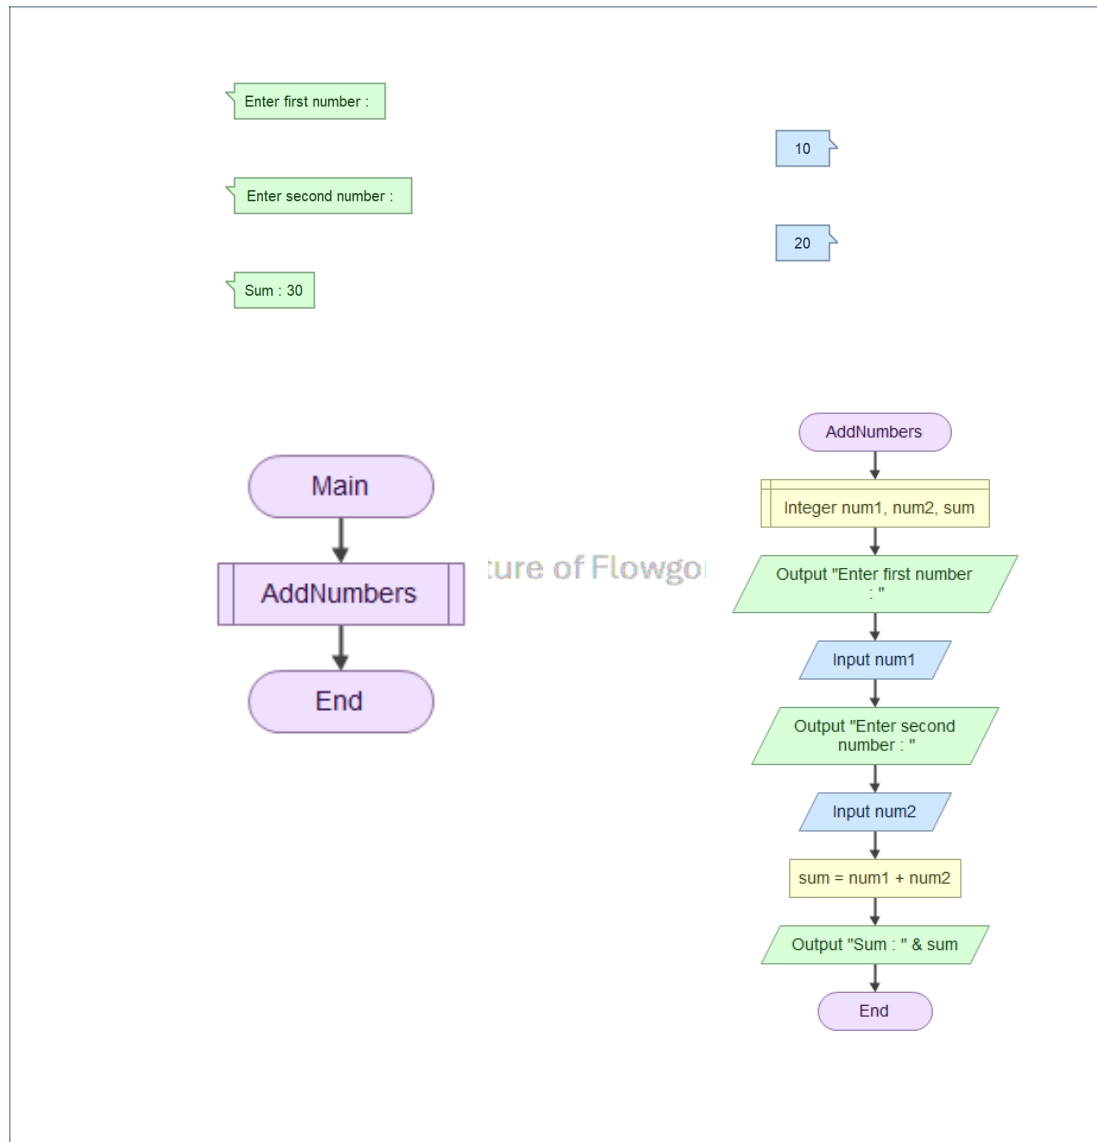 Enter first number :
10
Enter second number :
20
Sum : 30
Main
AddNumbers
End
of
AddNumbers
Integer num1, num2, sum
Output "Enter first number
: "
Input num1
Output "Enter second
number : "
Input num2
sum = num1 + num2
Output "Sum : " & sum
End